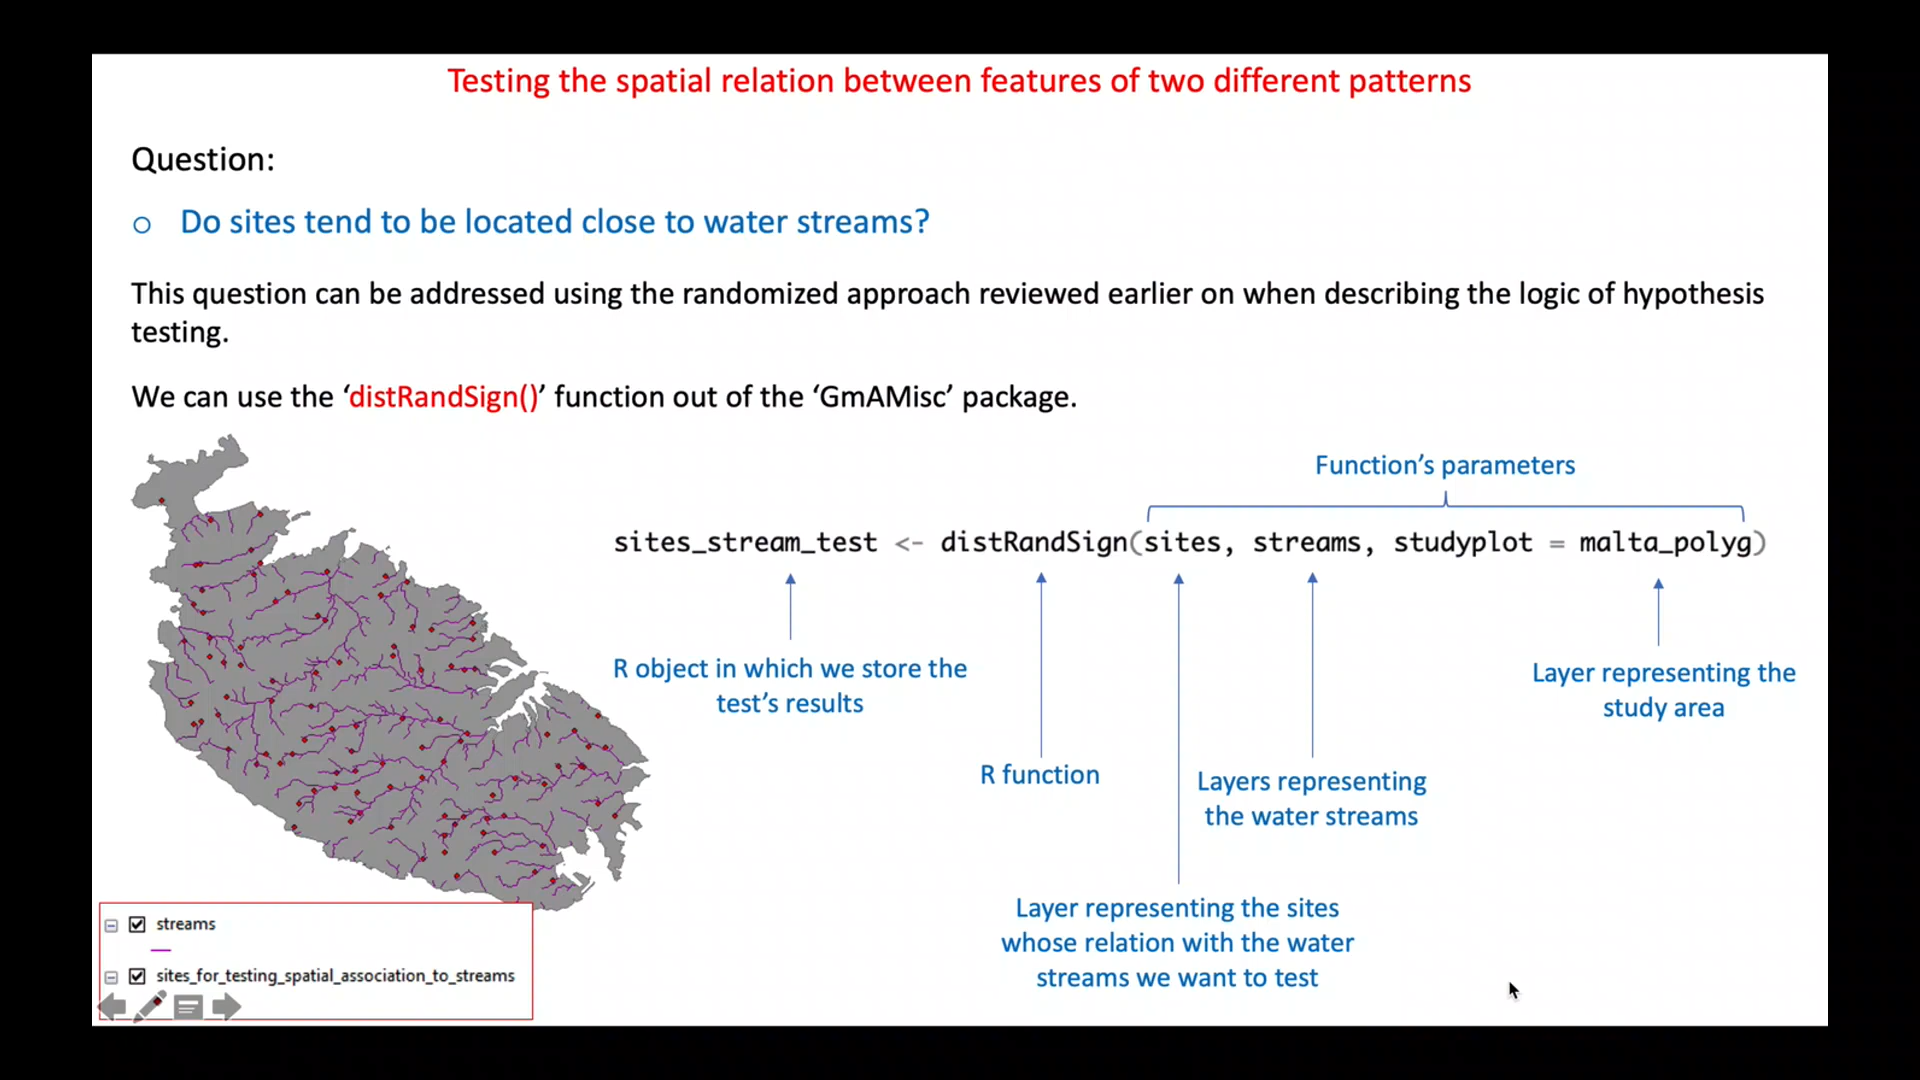 Testing the spatial relation between features of two different patterns
Question:
o Do sites tend to be located close to water streams?
This question can be addressed using the randomized approach reviewed earlier on when describing the logic of hypothesis
testing.
We can use the ‘distRandSign()’ function out of the ‘GmAMisc’ package.
Function’s parameters
sites_stream_test <- distRandSign(sites, streams, studyplot = malta_polyg)
R object in which we store the
test’s results
Layer representing the
study area
R function
Layers representing
the water streams
Layer representing the sites
whose relation with the water
streams we want to test
streams
sites_for_testing_spatial_association_to_streams